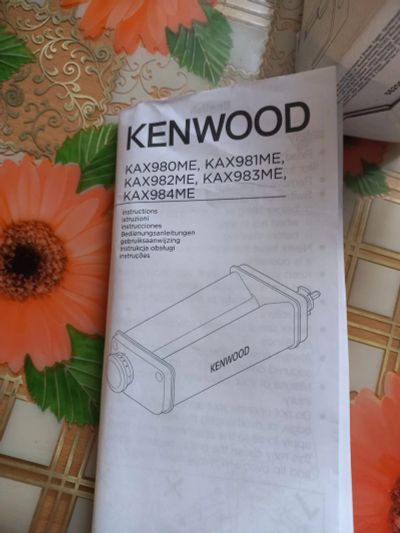 KENWOOD
KAX980ME, KAX981ME,
KAX982ME, KAX983ME,
KAX984ME
Instructions
istruzioni
instrucciones
Bedienungsanleitungen
gebruiksaanwijzing
Instrukcja obsługi
instruções
KENWOOD